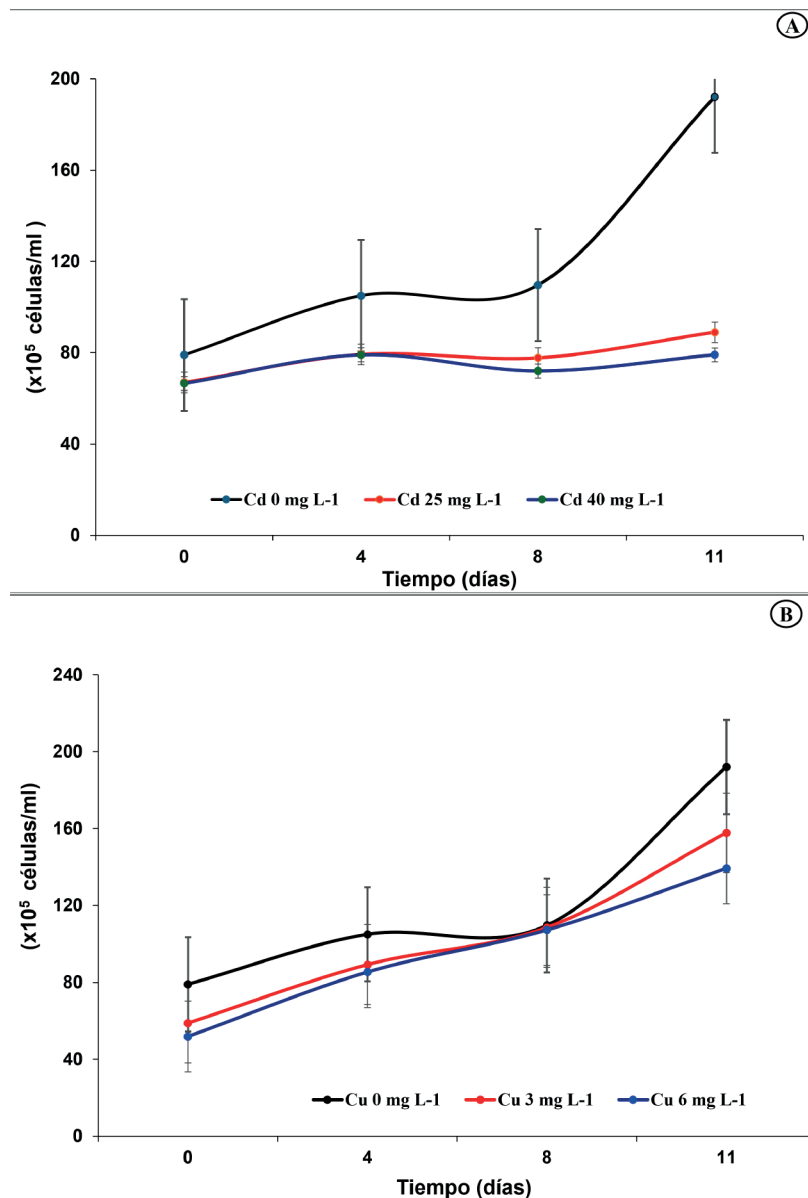 A
200
160
120
80
40
0
(x10⁵ células/ml )
Cd 0 mg L-1 Cd 25 mg L-1 Cd 40 mg L-1
0 4 8 11
Tiempo (días)
B
240
200
160
120
80
40
0
(x10⁵ células/ml)
Cu 0 mg L-1 Cu 3 mg L-1 Cu 6 mg L-1
0 4 8 11
Tiempo (días)